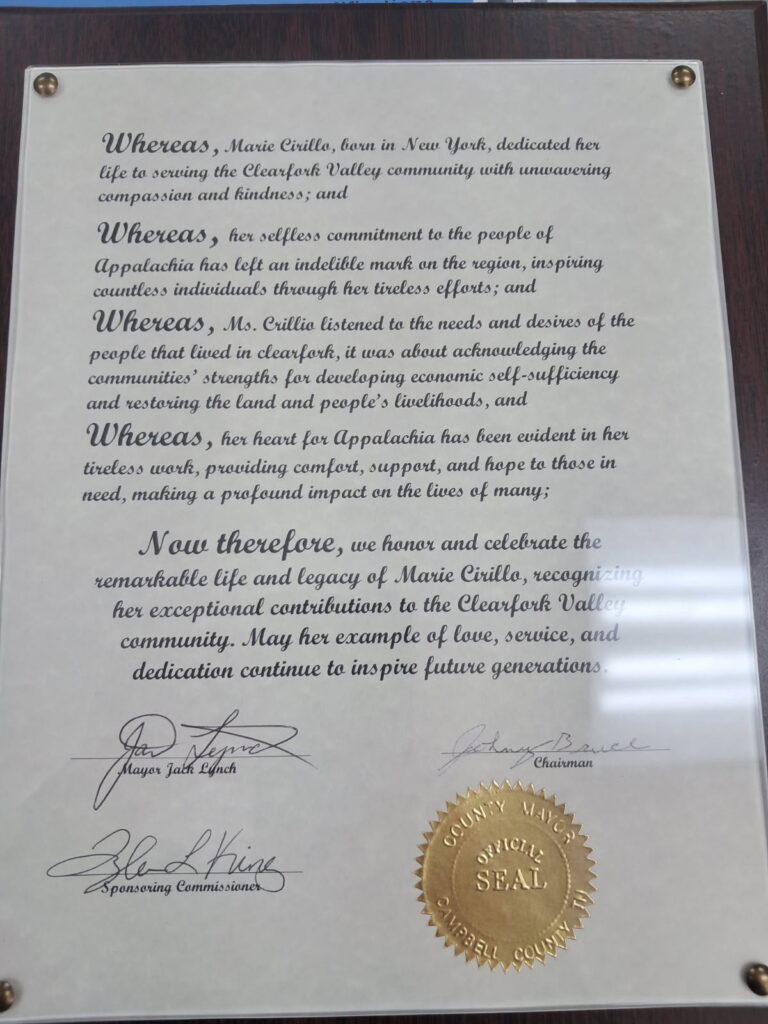 Whereas, Marie Cirillo, born in New York, dedicated her
life to serving the Clearfork Valley community with unwavering
compassion and kindness; and
Whereas, her selfless commitment to the people of
Appalachia has left an indelible mark on the region, inspiring
countless individuals through her tireless efforts; and
Whereas, Ms. Crillio listened to the needs and desires of the
people that lived in clearfork, it was about acknowledging the
communities' strengths for developing economic self-sufficiency
and restoring the land and people's livelihoods, and
Whereas, her heart for Appalachia has been evident in her
tireless work, providing comfort, support, and hope to those in
need, making a profound impact on the lives of many;
Now therefore, we honor and celebrate the
remarkable life and legacy of Marie Cirillo, recognizing
her exceptional contributions to the Clearfork Valley
community. May her example of love, service, and
dedication continue to inspire future generations.
Jack Lynch
Mayor Jack Lynch
Johnny Bruce
Chairman
L King
Sponsoring Commissioner
COUNTY MAYOR
OFFICIAL
SEAL
CAMPBELL COUNTY TN